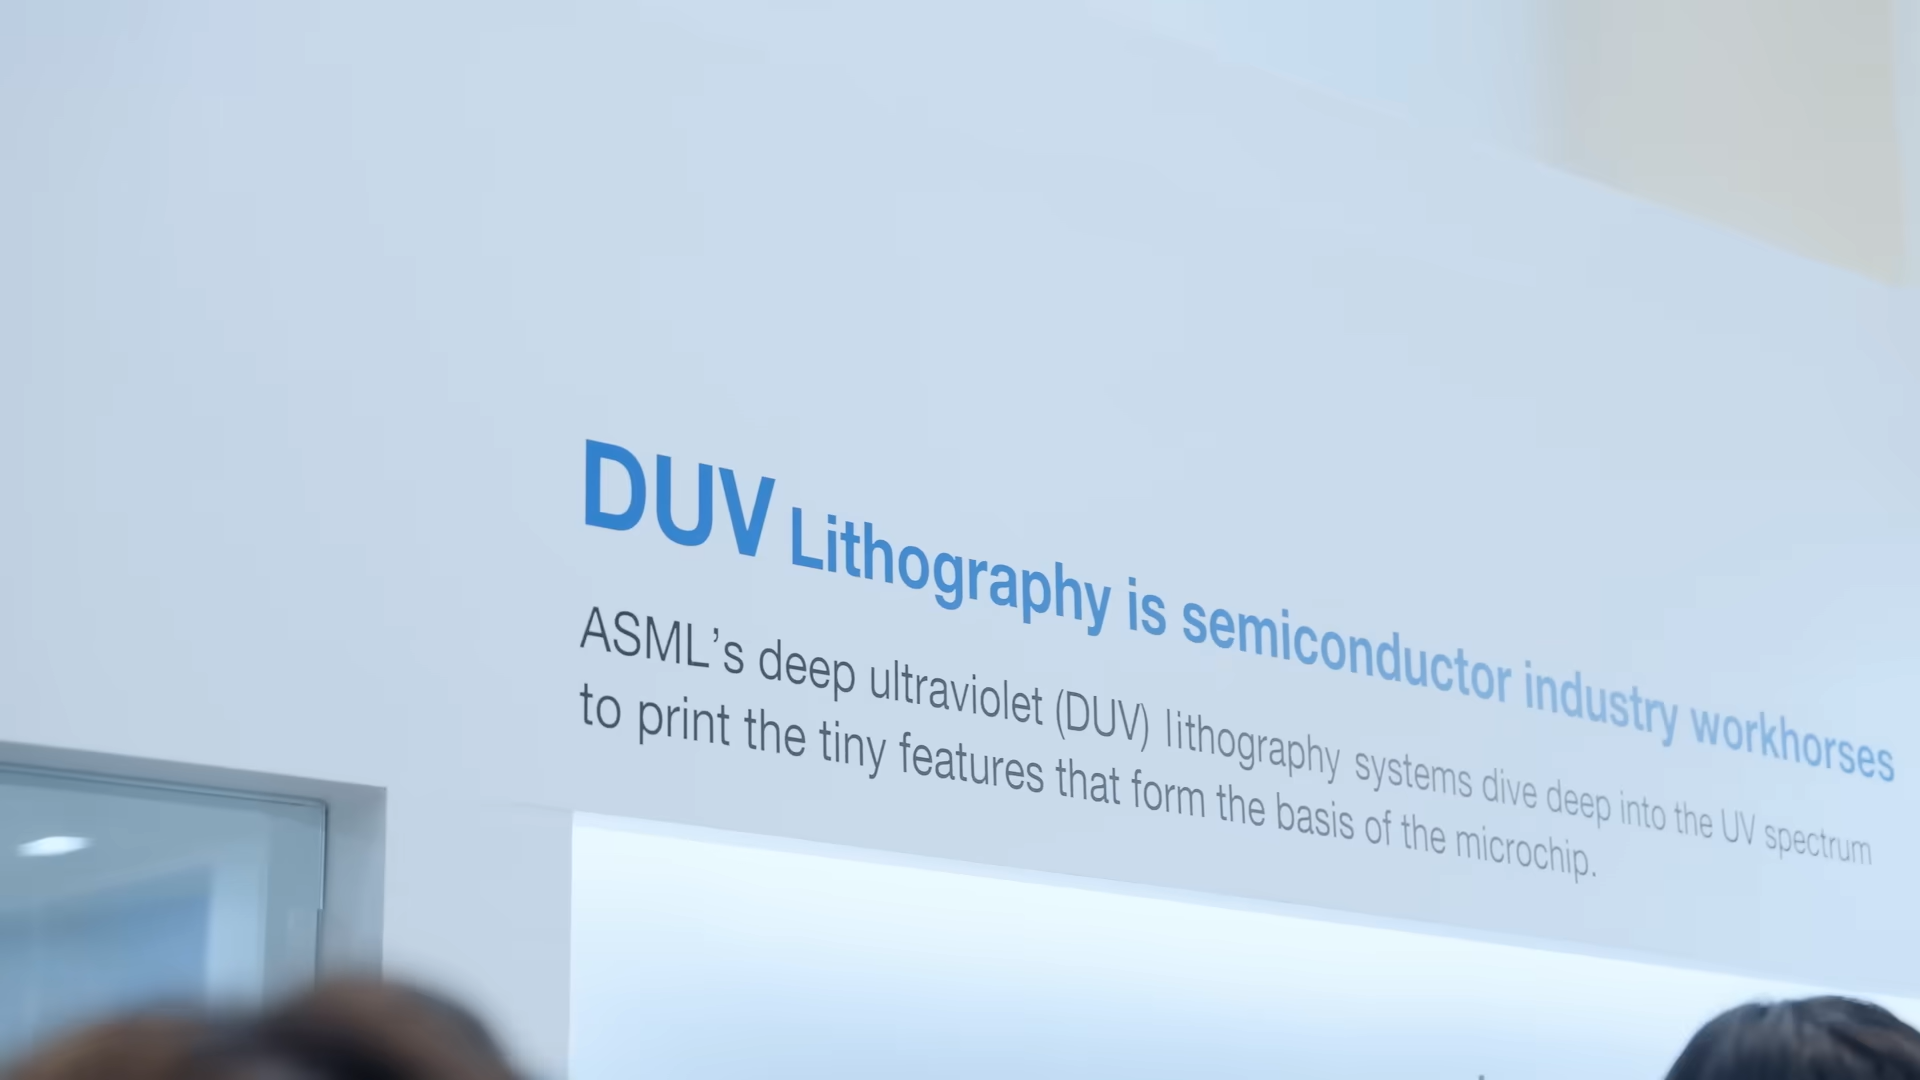 DUV Lithography is semiconductor industry workhorses
ASML’s deep ultraviolet (DUV) lithography systems dive deep into the UV spectrum
to print the tiny features that form the basis of the microchip.